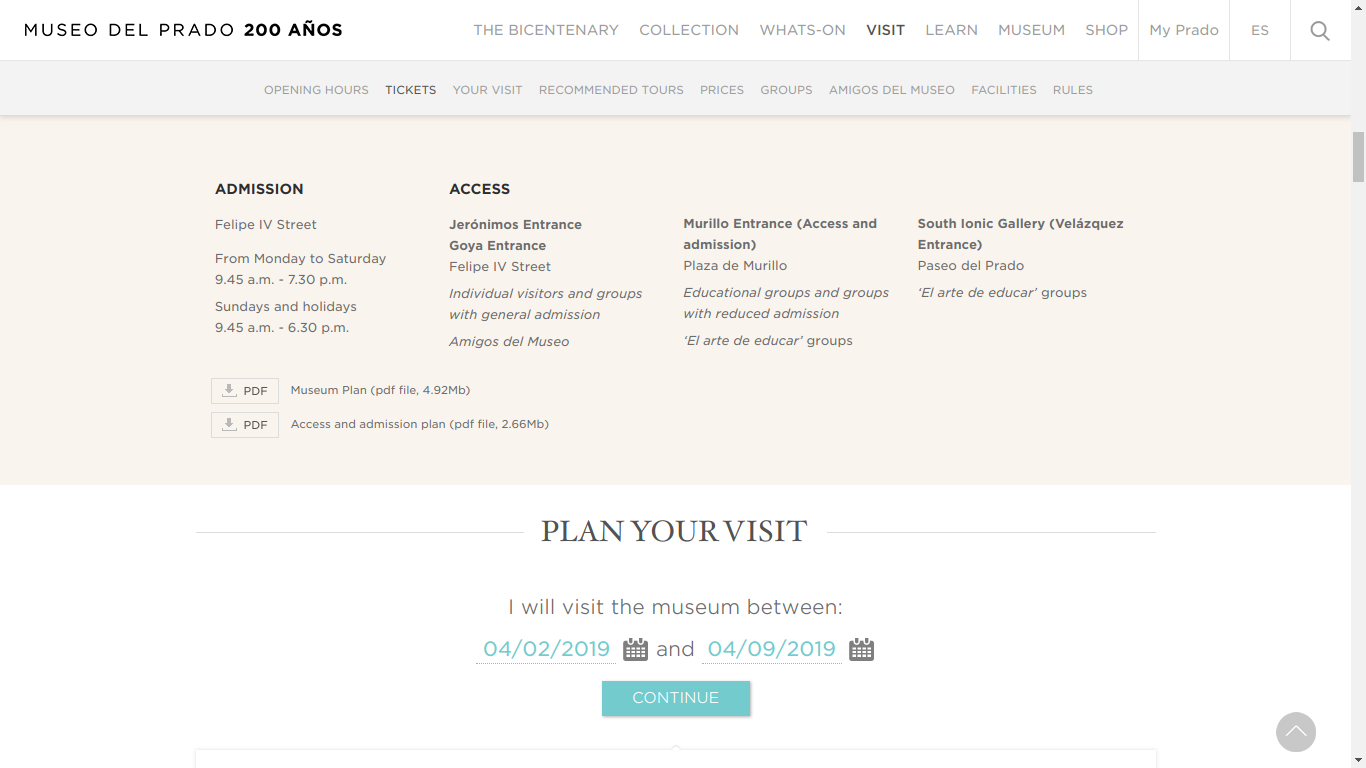 MUSEO DEL PRADO 200 AÑOS
THE BICENTENARY COLLECTION WHATS-ON VISIT LEARN MUSEUM SHOP My Prado ES
OPENING HOURS TICKETS YOUR VISIT RECOMMENDED TOURS PRICES GROUPS AMIGOS DEL MUSEO FACILITIES RULES
ADMISSION
Felipe IV Street
From Monday to Saturday
9.45 a.m. - 7.30 p.m.
Sundays and holidays
9.45 a.m. - 6.30 p.m.
ACCESS
Jerónimos Entrance
Goya Entrance
Felipe IV Street
Individual visitors and groups
with general admission
Amigos del Museo
Murillo Entrance (Access and
admission)
Plaza de Murillo
Educational groups and groups
with reduced admission
‘El arte de educar’ groups
South Ionic Gallery (Velázquez
Entrance)
Paseo del Prado
‘El arte de educar’ groups
PDF Museum Plan (pdf file, 4.92Mb)
PDF Access and admission plan (pdf file, 2.66Mb)
PLAN YOUR VISIT
I will visit the museum between:
04/02/2019 and 04/09/2019
CONTINUE